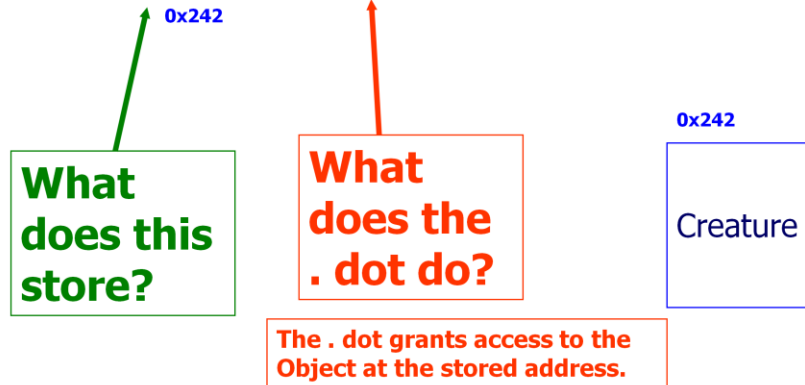 0x242
What
does this
store?
What
does the
. dot do?
0x242
Creature
The . dot grants access to the
Object at the stored address.